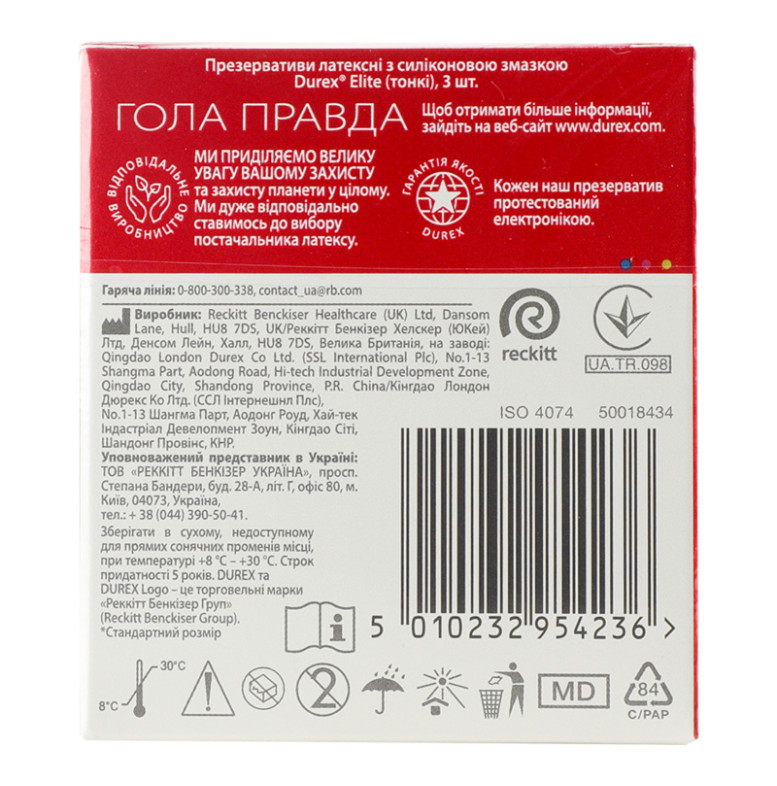 Презервативи латексні з силіконовою змазкою
Durex® Elite (тонкі), 3 шт.
ГОЛА ПРАВДА
Щоб отримати більше інформації,
зайдіть на веб-сайт www.durex.com.
ВІДПОВІДАЛЬНЕ ВИРОБНИЦТВО
МИ ПРИДІЛЯЄМО ВЕЛИКУ
УВАГУ ВАШОМУ ЗАХИСТУ
та захисту планети у цілому.
Ми дуже відповідально
ставимось до вибору
постачальника латексу.
ГАРАНТІЯ ЯКОСТІ
DUREX
Кожен наш презерватив
протестований
електронікою.
Гаряча лінія: 0-800-300-338, contact_ua@rb.com
Виробник: Reckitt Benckiser Healthcare (UK) Ltd, Dansom
Lane, Hull, HU8 7DS, UK/Реккітт Бенкізер Хелскер (ЮКей)
Лтд, Денсом Лейн, Халл, HU8 7DS, Велика Британія, на заводі:
Qingdao London Durex Co Ltd. (SSL International Plc), No.1-13
Shangma Part, Aodong Road, Hi-tech Industrial Development Zone,
Qingdao City, Shandong Province, P.R. China/Кінгдао Лондон
Дюрекс Ко Лтд. (ССЛ Інтернешнл Плс),
No.1-13 Шангма Парт, Аодонг Роуд, Хай-тек
Індастріал Девелопмент Зоун, Кінгдао Сіті,
Шандонг Провінс, КНР.
Уповноважений представник в Україні:
ТОВ «РЕККІТТ БЕНКІЗЕР УКРАЇНА», просп.
Степана Бандери, буд. 28-А, літ. Г, офіс 80, м.
Київ, 04073, Україна,
тел.: + 38 (044) 390-50-41.
Зберігати в сухому, недоступному
для прямих сонячних променів місці,
при температурі +8 °C – +30 °C. Строк
придатності 5 років. DUREX та
DUREX Logo – це торговельні марки
«Реккітт Бенкізер Груп»
(Reckitt Benckiser Group).
*Стандартний розмір
reckitt
UA.TR.098
ISO 4074 50018434
5 010232 954236 >
30°C
8°C
2
MD
84
C/PAP